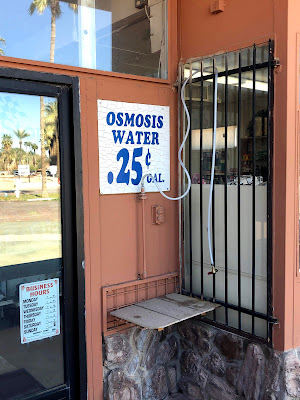 OSMOSIS
WATER
.25¢
GAL.
BUSINESS
HOURS
MONDAY
TUESDAY
WEDNESDAY
THURSDAY
FRIDAY
SATURDAY
SUNDAY